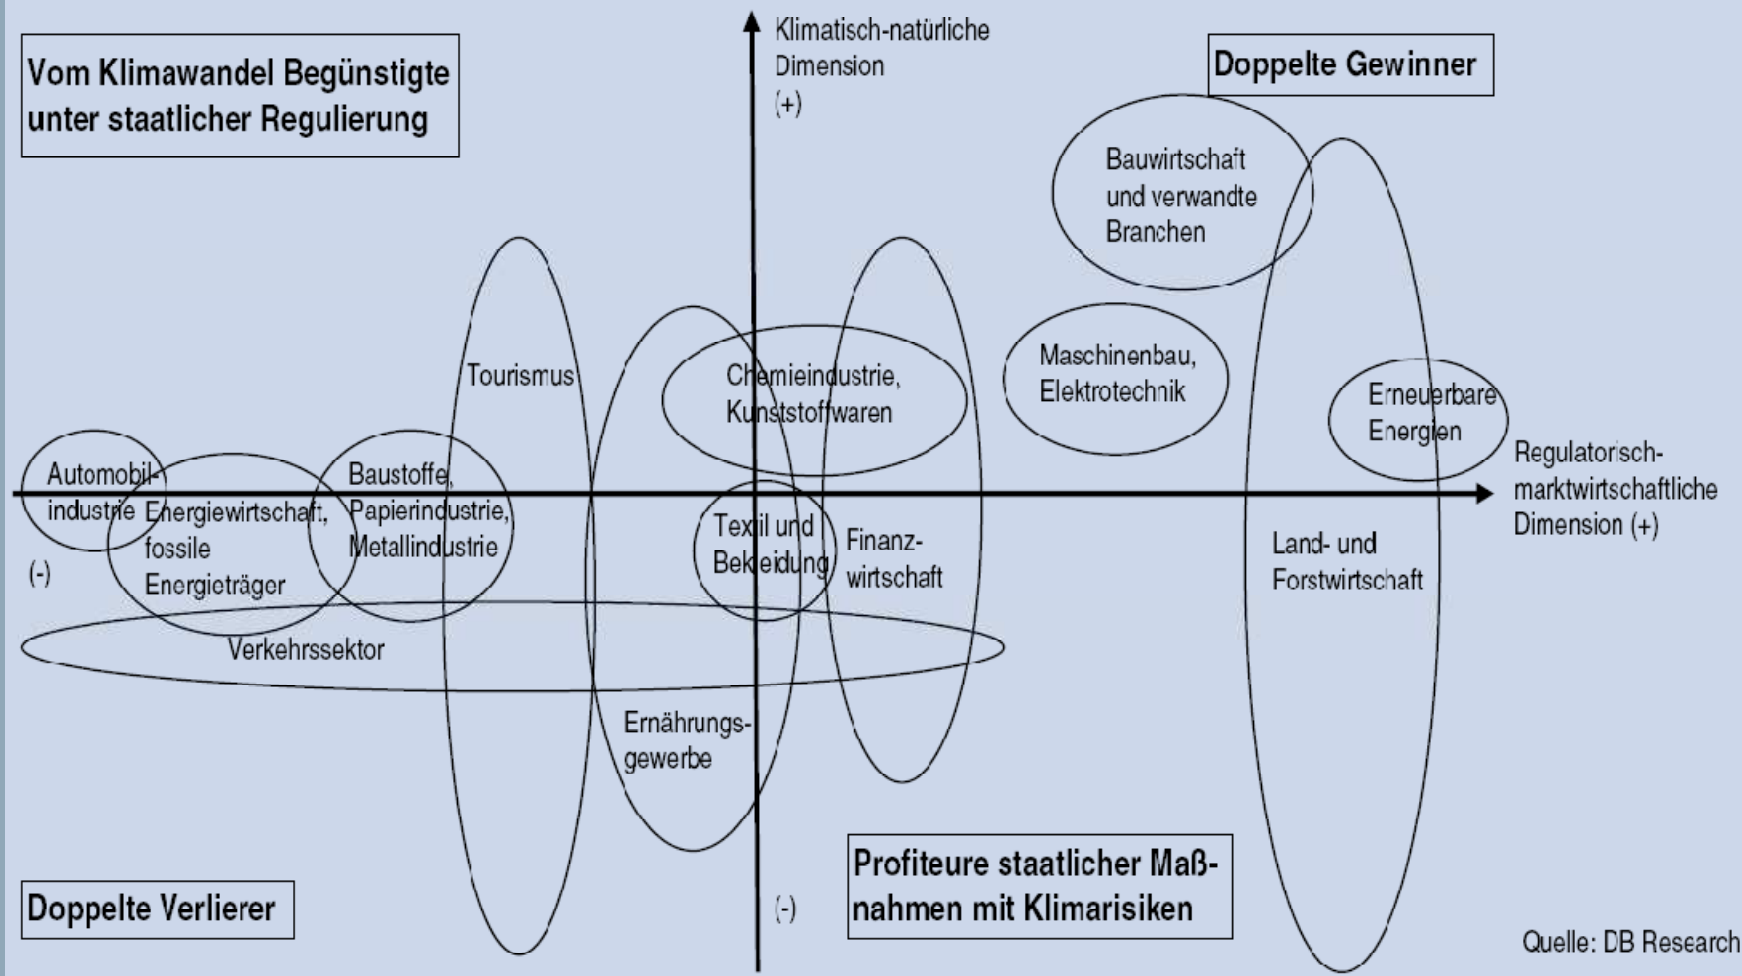 Vom Klimawandel Begünstigte
unter staatlicher Regulierung
Klimatisch-natürliche
Dimension
(+)
Doppelte Gewinner
Bauwirtschaft
und verwandte
Branchen
Tourismus
Chemieindustrie,
Kunststoffwaren
Maschinenbau,
Elektrotechnik
Erneuerbare
Energien
Regulatorisch-
marktwirtschaftliche
Dimension (+)
Automobil-
industrie
(-)
Energiewirtschaft,
fossile
Energieträger
Baustoffe,
Papierindustrie,
Metallindustrie
Textil und
Bekleidung
Finanz-
wirtschaft
Land- und
Forstwirtschaft
Verkehrssektor
Ernährungs-
gewerbe
Doppelte Verlierer
(-)
Profiteure staatlicher Maß-
nahmen mit Klimarisiken
Quelle: DB Research